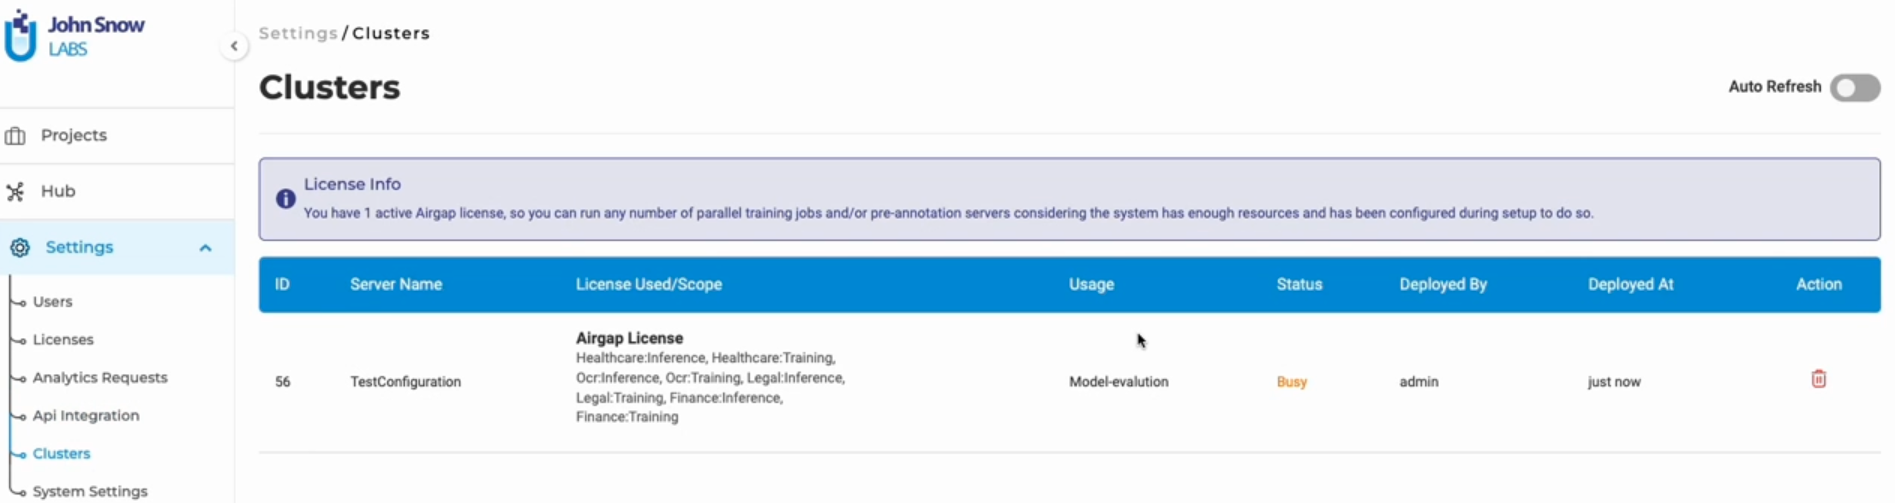 John Snow
LABS
Projects
Hub
Settings
Users
Licenses
Analytics Requests
Api Integration
Clusters
System Settings
Settings / Clusters
Clusters
Auto Refresh
License Info
You have 1 active Airgap license, so you can run any number of parallel training jobs and/or pre-annotation servers considering the system has enough resources and has been configured during setup to do so.
ID Server Name License Used/Scope Usage Status Deployed By Deployed At Action
Airgap License
Healthcare:Inference, Healthcare:Training,
Ocr:Inference, Ocr:Training, Legal:Inference,
56 TestConfiguration Model-evalution Busy admin just now
Legal:Training, Finance:Inference,
Finance:Training